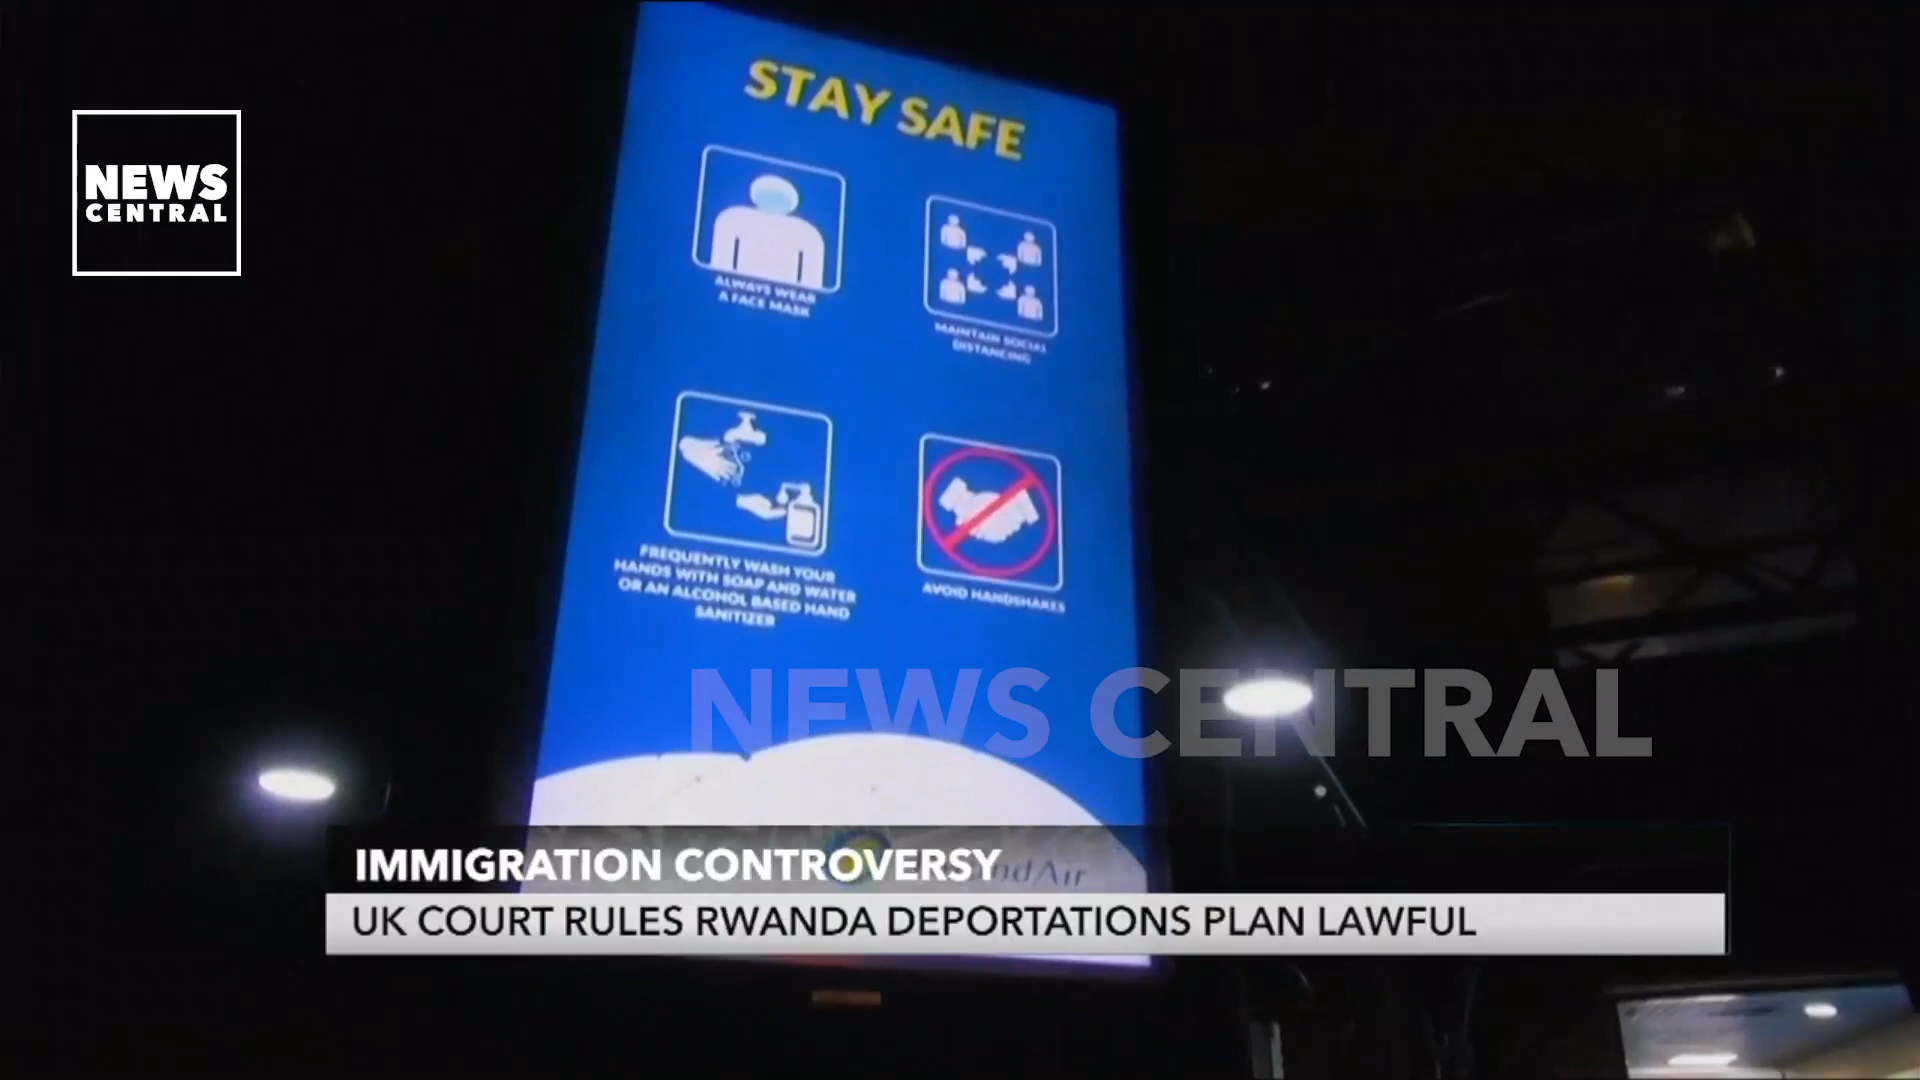 STAY SAFE
NEWS
CENTRAL
ALWAYS WEAR
A FACE MASK
MAINTAIN SOCIAL
DISTANCING
FREQUENTLY WASH YOUR
HANDS WITH SOAP AND WATER
OR AN ALCOHOL BASED HAND
SANITIZER
AVOID HANDSHAKES
NEWS CENTRAL
Air
IMMIGRATION CONTROVERSY
UK COURT RULES RWANDA DEPORTATIONS PLAN LAWFUL